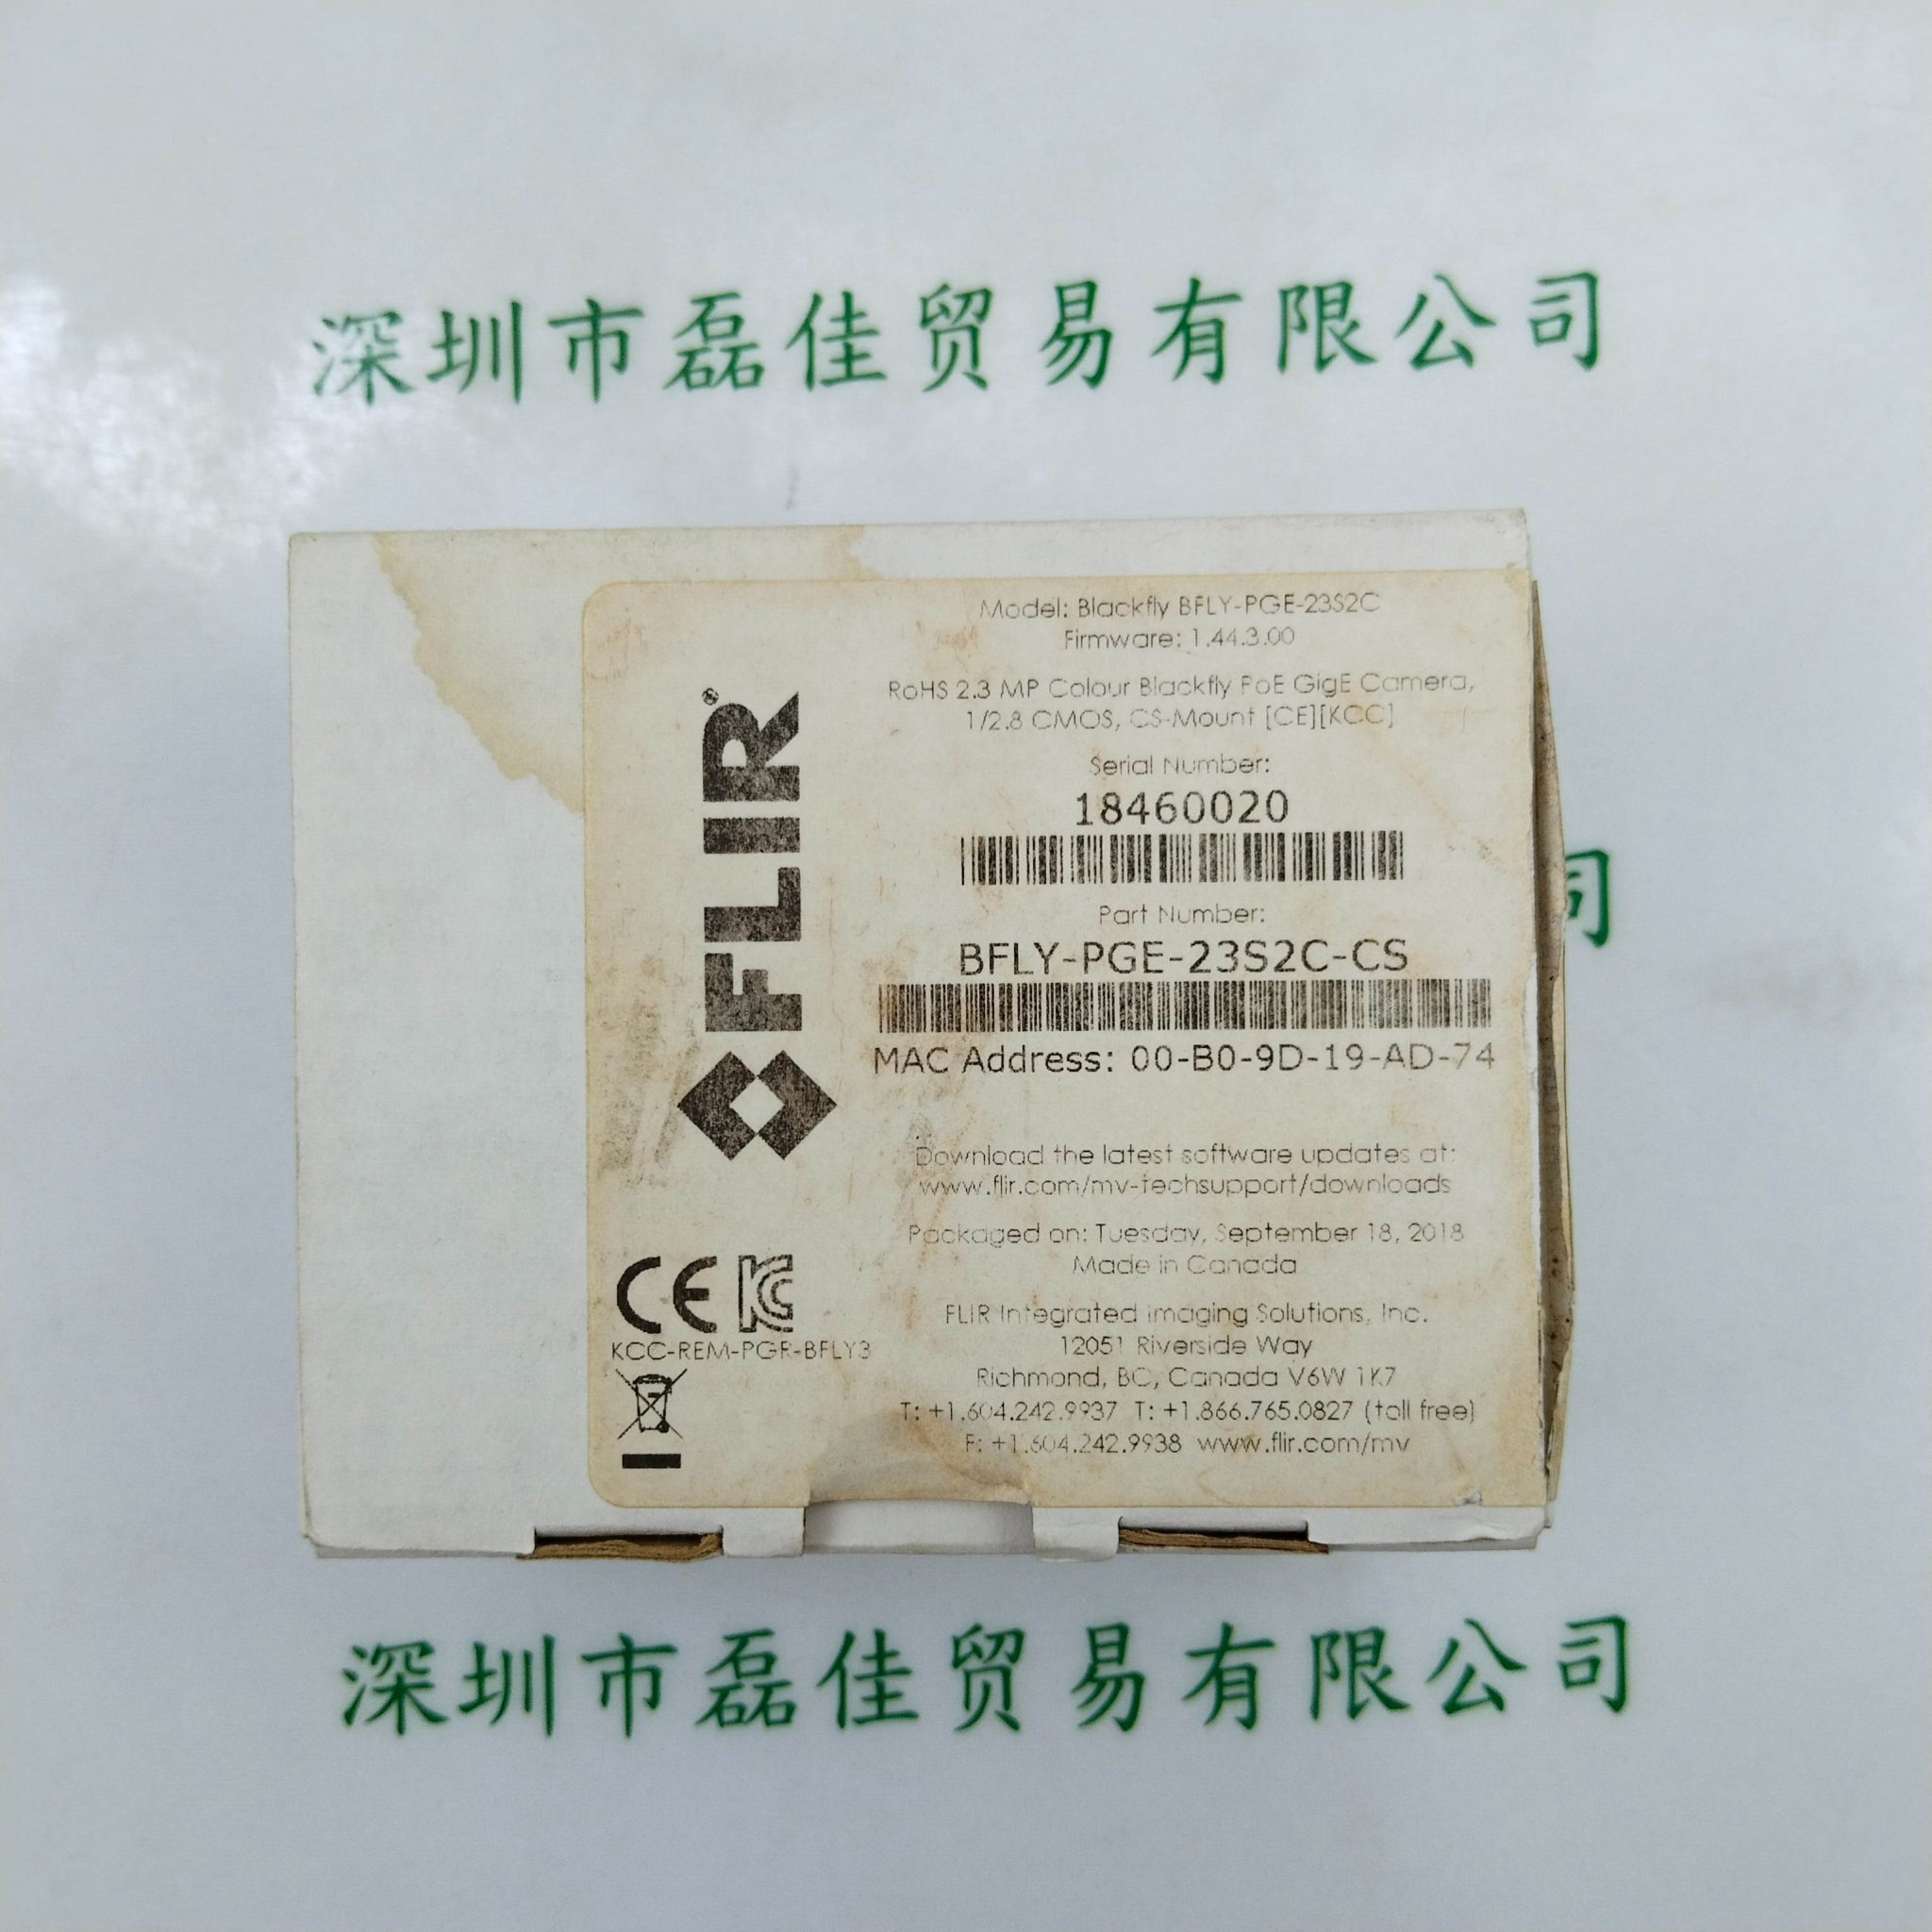 深圳市磊佳贸易有限公司
Model: Blackfly BFLY-PGE-23S2C
Firmware: 1.44.3.00
RoHS 2.3 MP Colour Blackfly PoE GigE Camera,
1/2.8 CMOS, CS-Mount [CE][KCC]
Serial Number:
18460020
Part Number:
BFLY-PGE-23S2C-CS
MAC Address: 00-B0-9D-19-AD-74
Download the latest software updates at:
www.flir.com/mv-techsupport/downloads
Packaged on: Tuesday, September 18, 2018
Made in Canada
FLIR Integrated Imaging Solutions, Inc.
12051 Riverside Way
Richmond, BC, Canada V6W 1K7
T: +1.604.242.9937 T: +1.866.765.0827 (toll free)
F: +1.604.242.9938 www.flir.com/mv
FLIR®
CE KC
KCC-REM-PGR-BFLY3
司
深圳市磊佳贸易有限公司